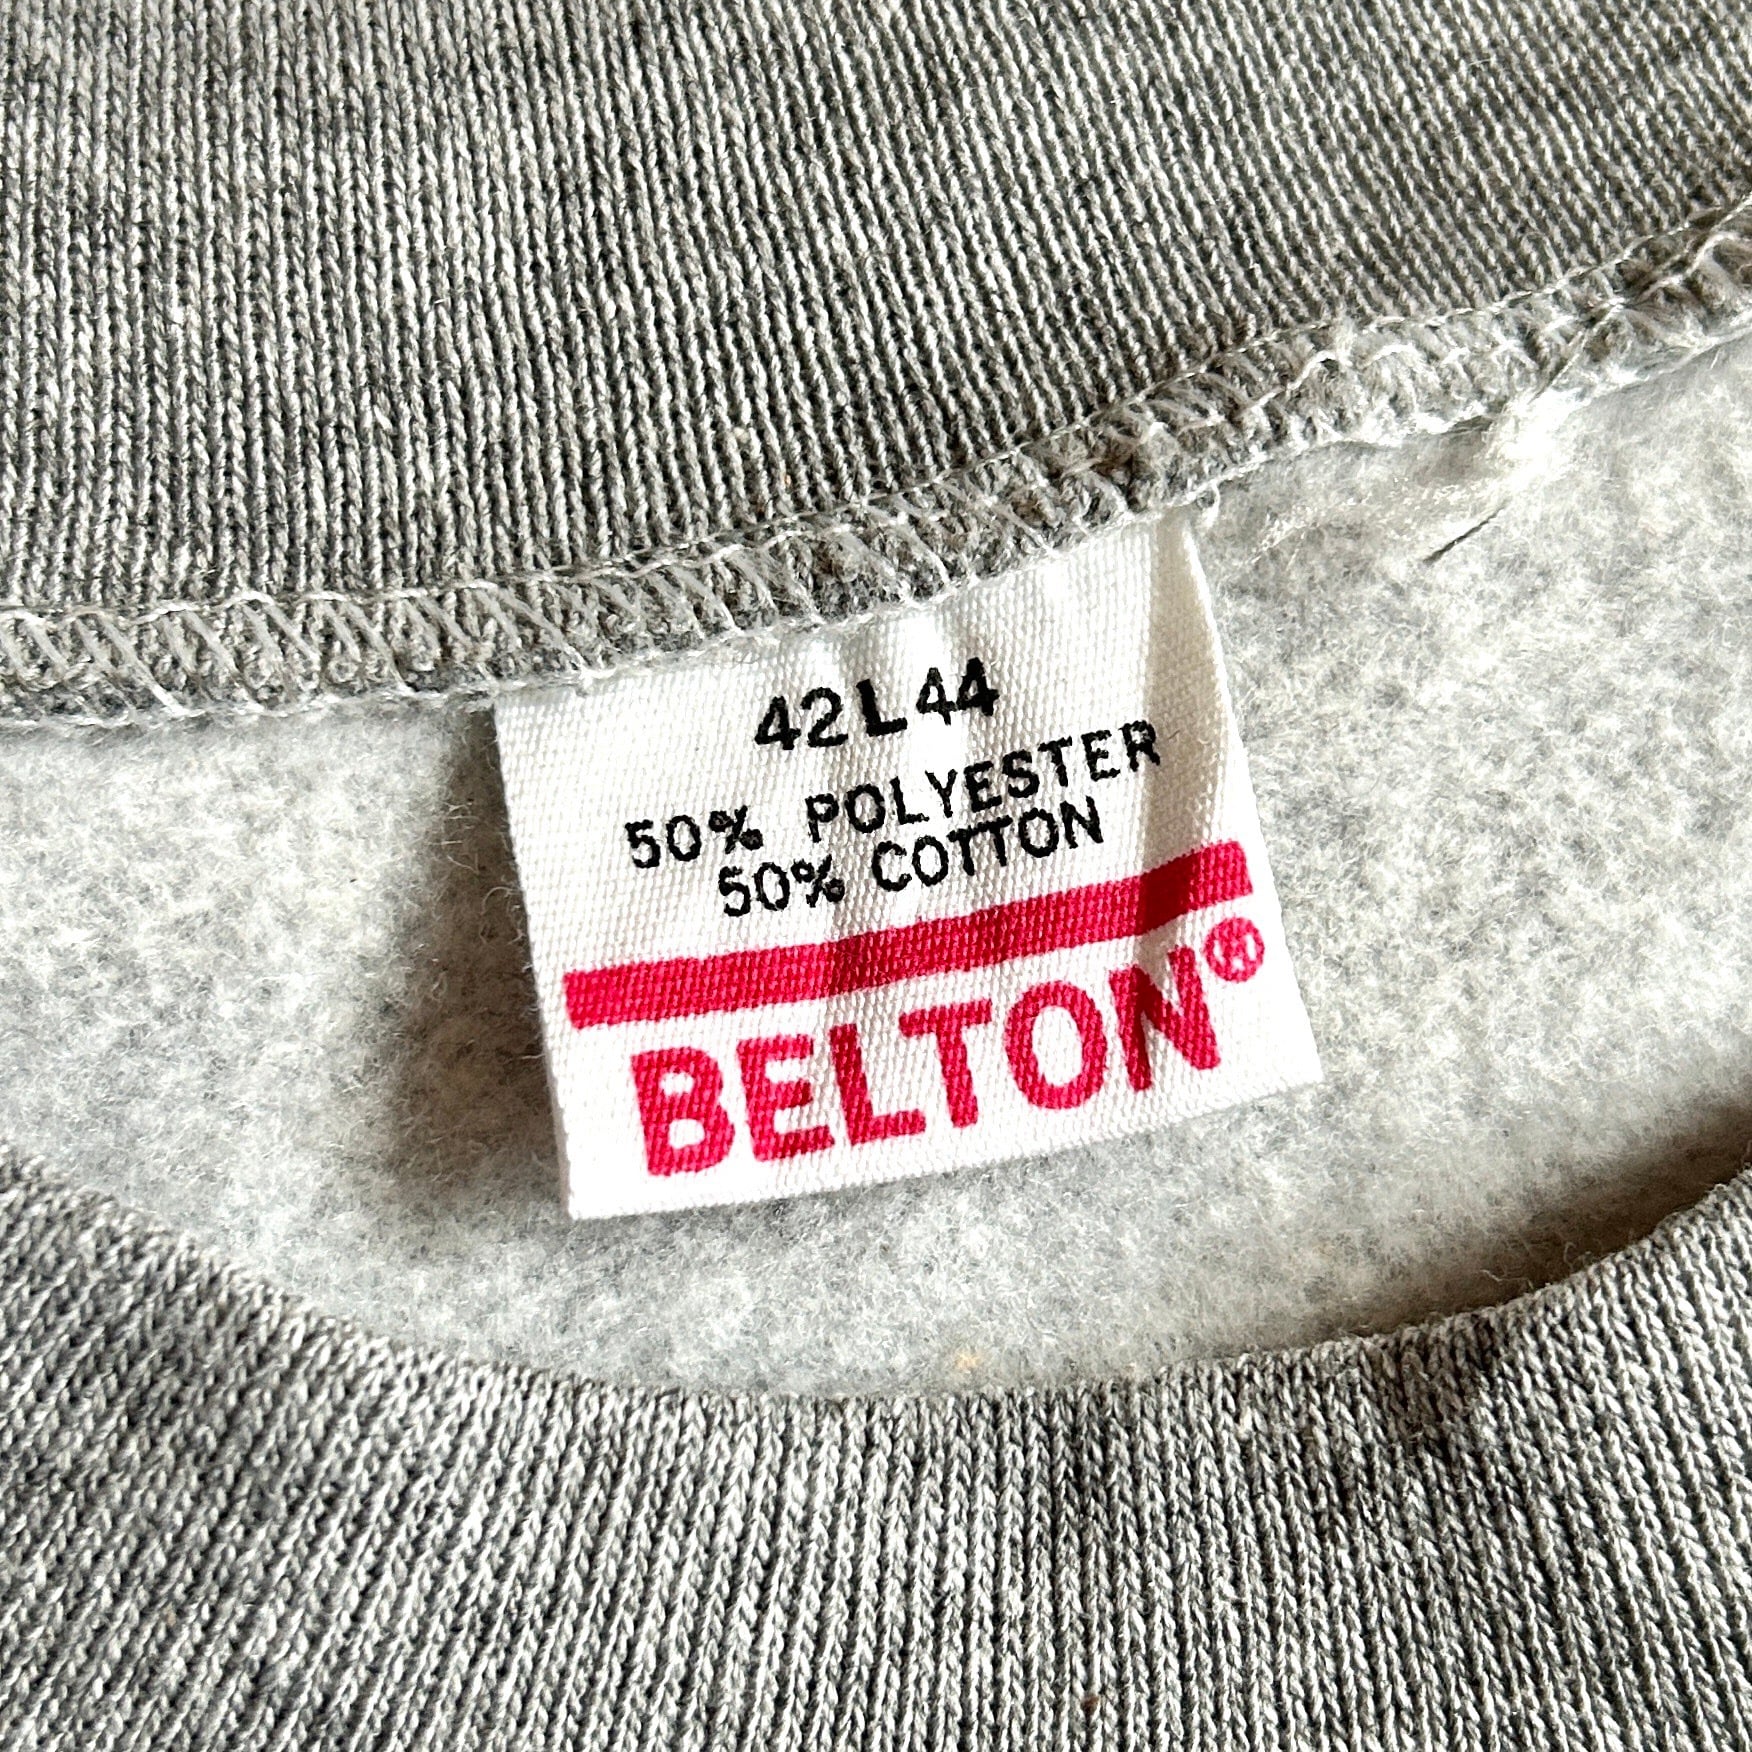 42 L 44
50% POLYESTER
50% COTTON
BELTON®